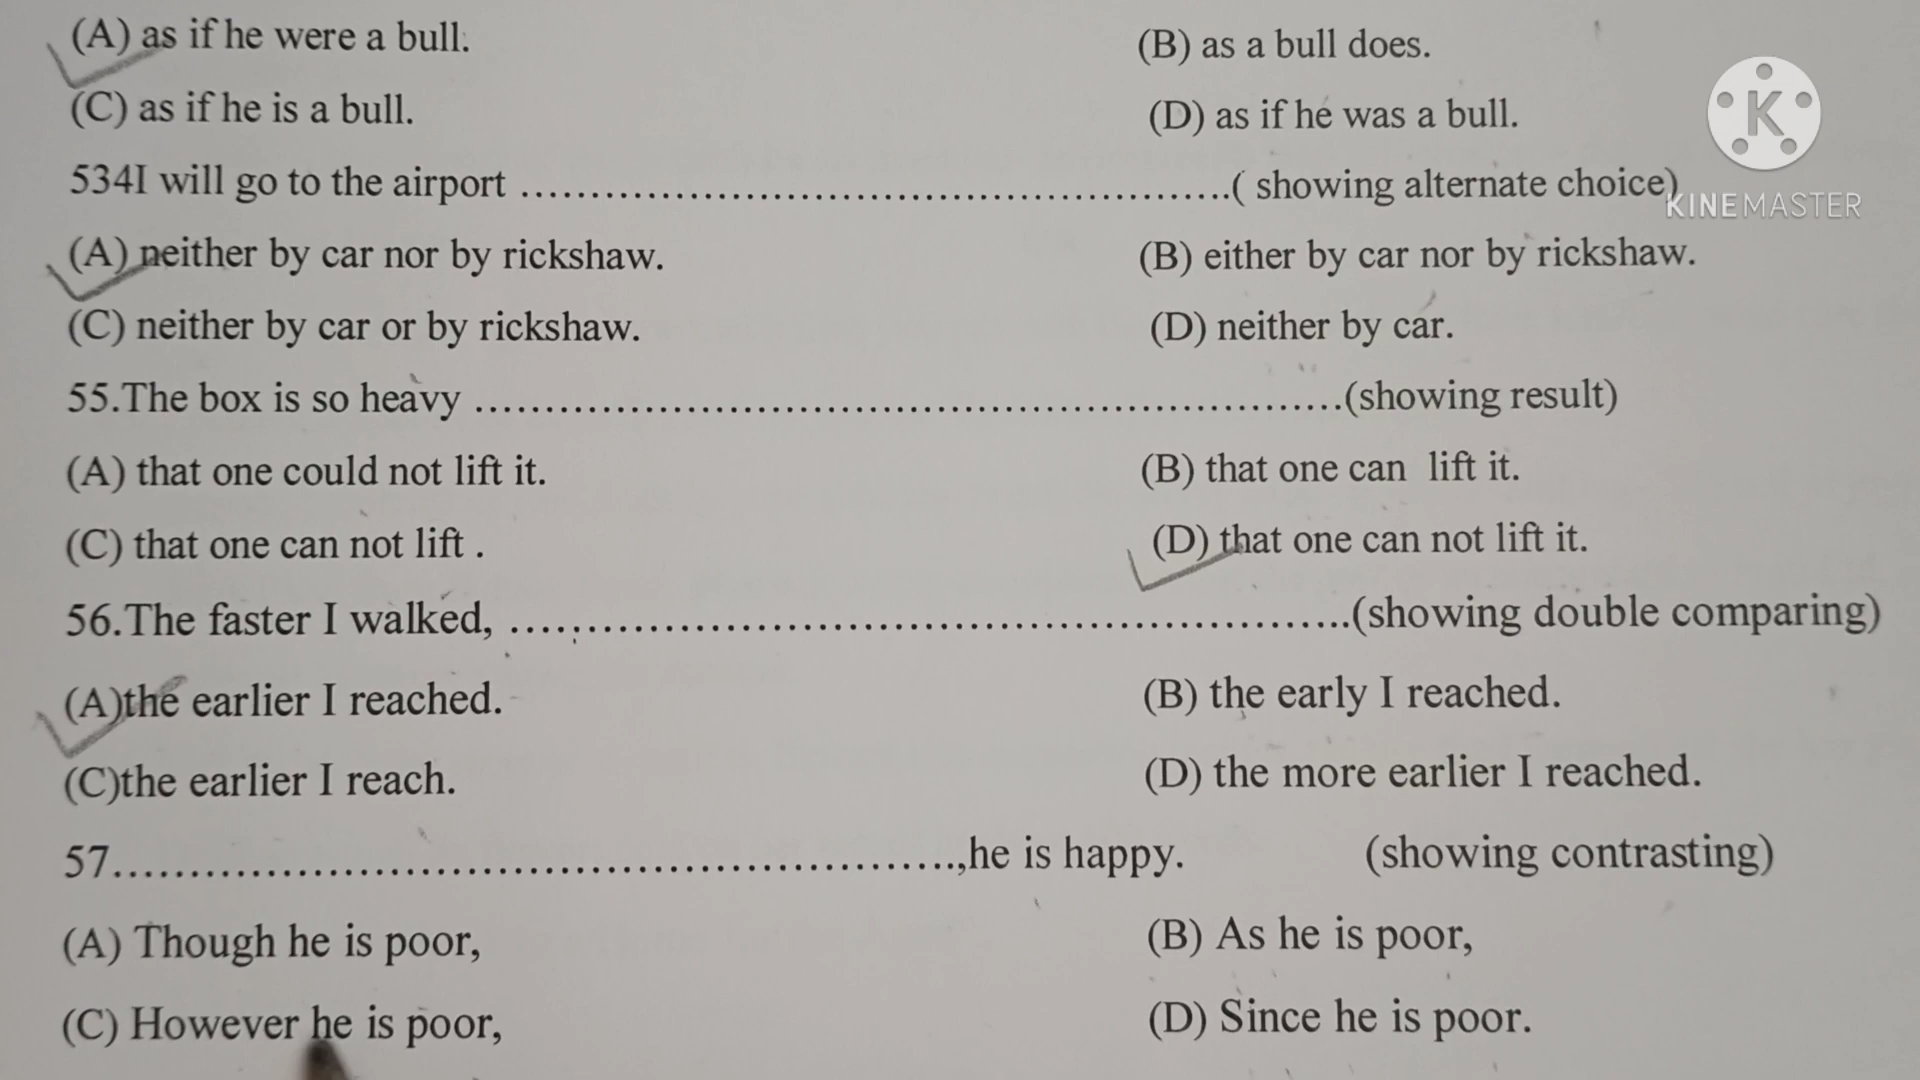 (A) as if he were a bull. (B) as a bull does.
(C) as if he is a bull. (D) as if he was a bull.
K
KINEMASTER
534I will go to the airport ......................................................( showing alternate choice)
(A) neither by car nor by rickshaw. (B) either by car nor by rickshaw.
(C) neither by car or by rickshaw. (D) neither by car.
55.The box is so heavy ..................................................................(showing result)
(A) that one could not lift it. (B) that one can lift it.
(C) that one can not lift . (D) that one can not lift it.
56.The faster I walked, ................................................................(showing double comparing)
(A)the earlier I reached. (B) the early I reached.
(C)the earlier I reach. (D) the more earlier I reached.
57................................................................,he is happy. (showing contrasting)
(A) Though he is poor, (B) As he is poor,
(C) However he is poor, (D) Since he is poor.